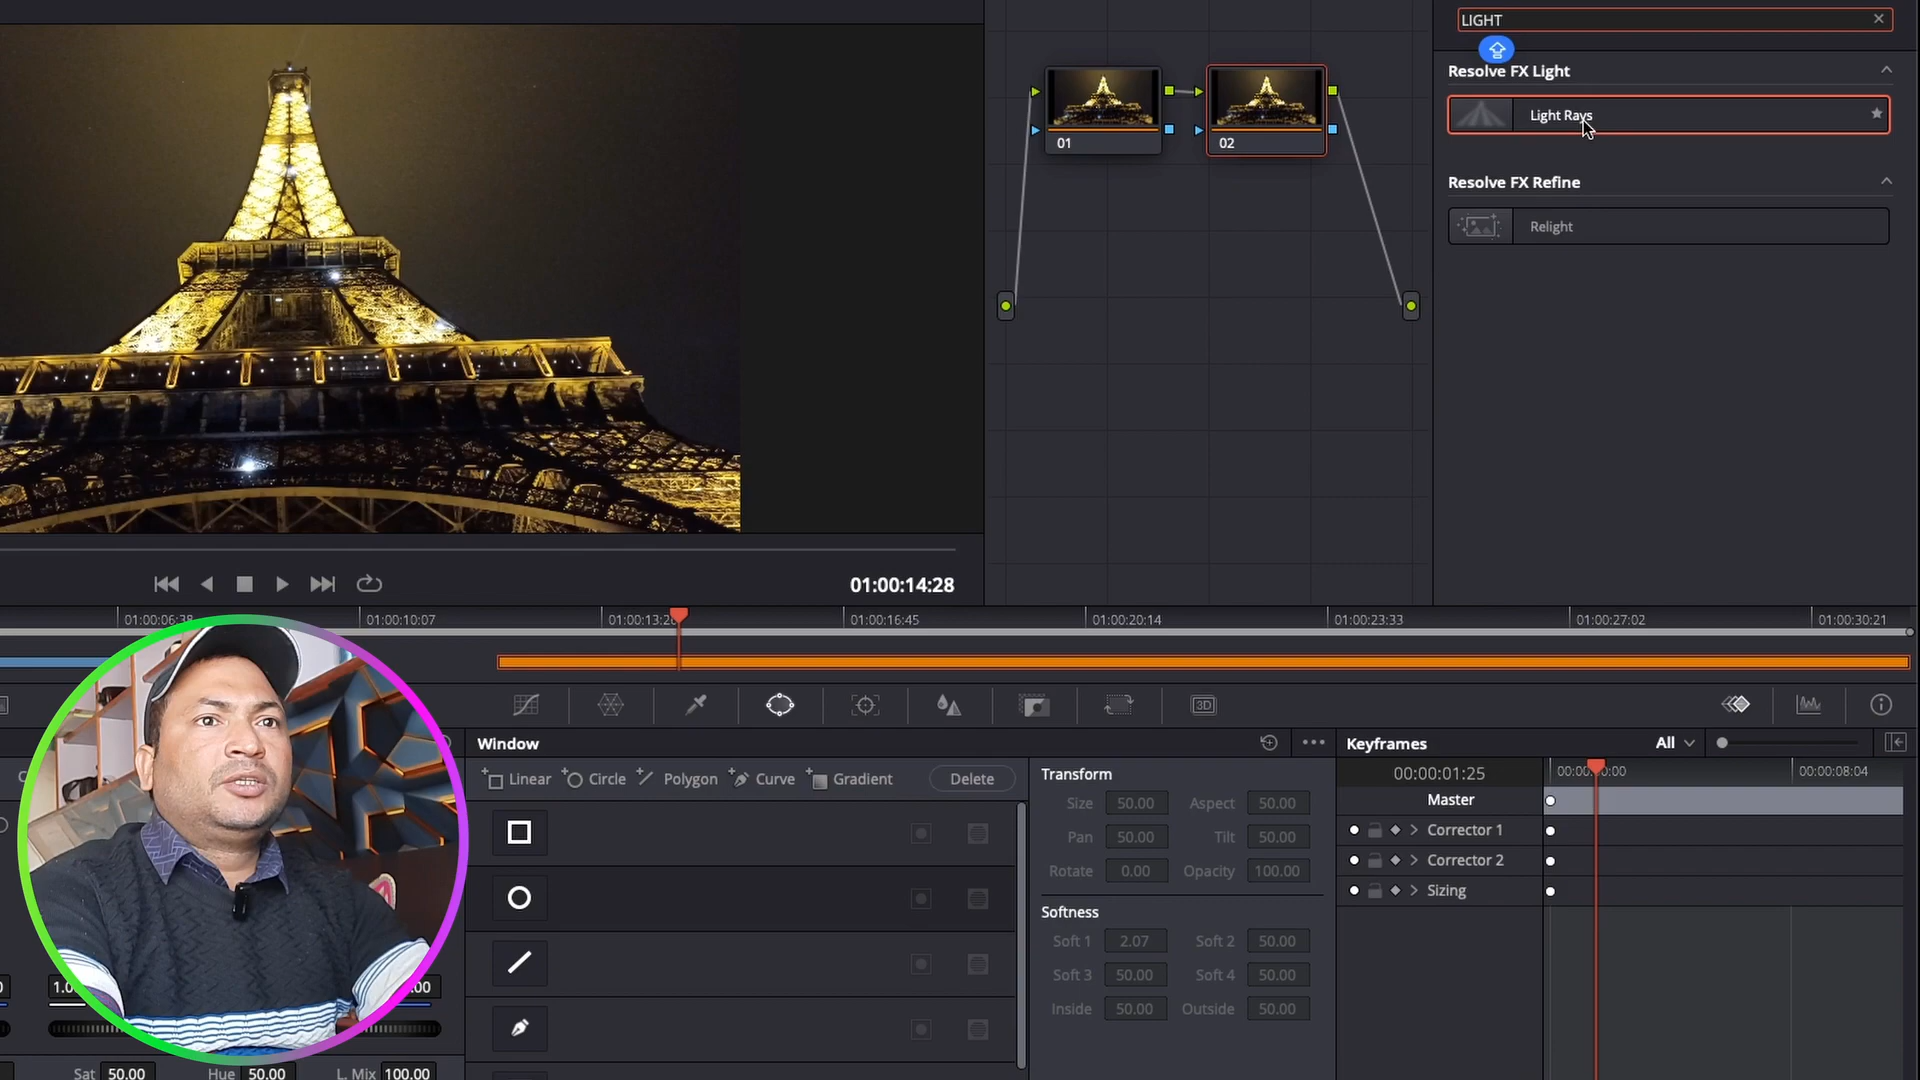 LIGHT
Resolve FX Light
Light Rays
Resolve FX Refine
Relight
01
02
01:00:14:28
01:00:06:38
01:00:10:07
01:00:16:45
01:00:20:14
01:00:23:33
01:00:27:02
01:00:30:21
3D
Window
Linear
Circle
Polygon
Curve
Gradient
Delete
Transform
Size 50.00 Aspect 50.00
Pan 50.00 Tilt 50.00
Rotate 0.00 Opacity 100.00
Softness
Soft 1 2.07 Soft 2 50.00
Soft 3 50.00 Soft 4 50.00
Inside 50.00 Outside 50.00
Keyframes
All
00:00:01:25
00:00:08:04
Master
Corrector 1
Corrector 2
Sizing
Sat 50.00 Hue 50.00 L. Mix 100.00